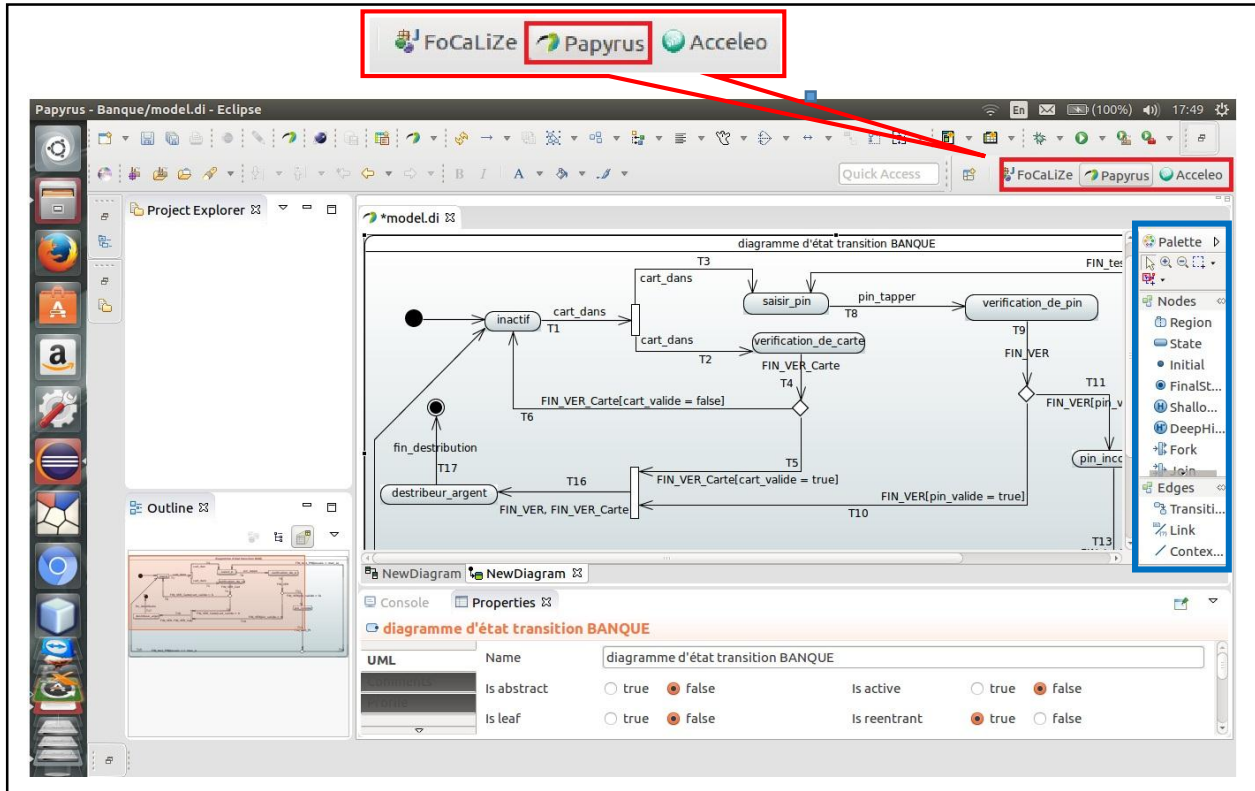 FoCaLiZe Papyrus Acceleo
Papyrus - Banque/model.di - Eclipse
En (100%) 17:49
B I A
Quick Access
FoCaLiZe Papyrus Acceleo
Project Explorer
*model.di
Palette
diagramme d'état transition BANQUE
T3
FIN_tes
cart_dans
saisir_pin
pin_tapper
T8
verification_de_pin
Nodes
inactif
cart_dans
T1
Region
cart_dans
T2
verification_de_carte
T9
State
FIN_VER_Carte
FIN_VER
Initial
T4
T11
FinalSt...
FIN_VER_Carte[cart_valide = false]
FIN_VER[pin_v
Shallo...
T6
DeepHi...
fin_destribution
Fork
T17
T5
pin_incc
Join
T16
FIN_VER_Carte[cart_valide = true]
destribeur_argent
FIN_VER[pin_valide = true]
Edges
FIN_VER, FIN_VER_Carte
T10
Transiti...
Outline
Link
T13
Contex...
NewDiagram NewDiagram
Console Properties
diagramme d'état transition BANQUE
UML
Name diagramme d'état transition BANQUE
Comments
Is abstract true false Is active true false
Profile
Is leaf true false Is reentrant true false